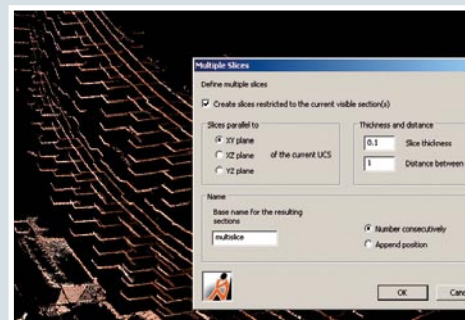 Multiple Slices
Define multiple slices
Create slices restricted to the current visible section(s)
Slices parallel to
XY plane
XZ plane of the current UCS
YZ plane
Thickness and distance
0.1 Slice thickness
1 Distance between
Name
Base name for the resulting
sections
multislice
Number consecutively
Append position
OK